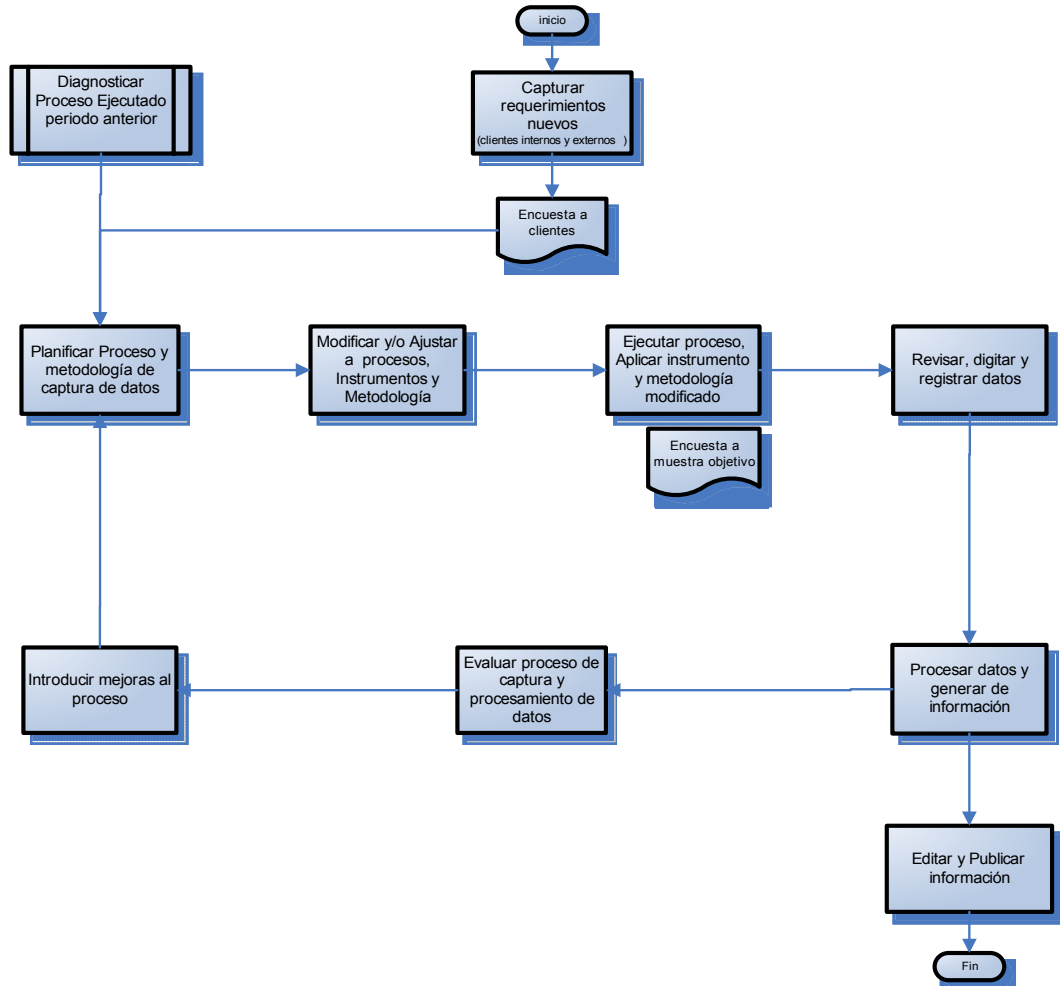 inicio
Diagnosticar
Proceso Ejecutado
periodo anterior
Capturar
requerimientos
nuevos
(clientes internos y externos )
Encuesta a
clientes
Planificar Proceso y
metodología de
captura de datos
Modificar y/o Ajustar
a procesos,
Instrumentos y
Metodología
Ejecutar proceso,
Aplicar instrumento
y metodología
modificado
Revisar, digitar y
registrar datos
Encuesta a
muestra objetivo
Introducir mejoras al
proceso
Evaluar proceso de
captura y
procesamiento de
datos
Procesar datos y
generar de
información
Editar y Publicar
información
Fin